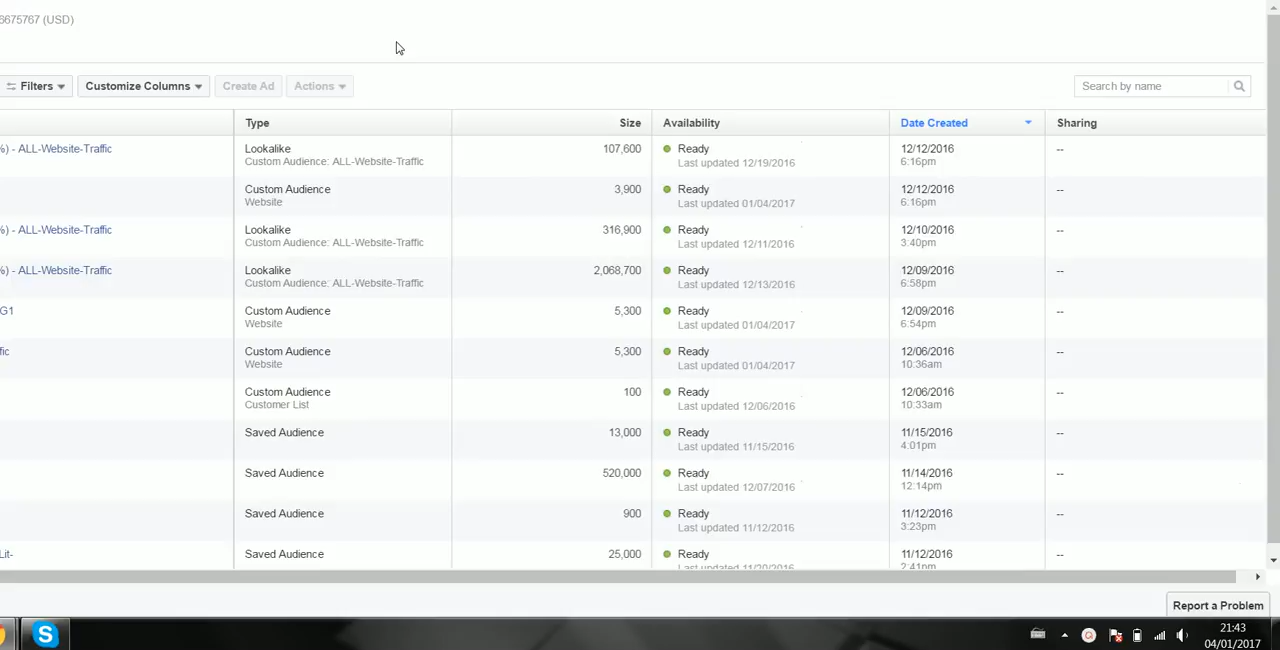 6675767 (USD)
Filters
Customize Columns
Create Ad
Actions
Search by name
Type
Size
Availability
Date Created
Sharing
%) - ALL-Website-Traffic
Lookalike
107,600
Ready
12/12/2016
--
Custom Audience: ALL-Website-Traffic
Last updated 12/19/2016
6:16pm
Custom Audience
3,900
Ready
12/12/2016
--
Website
Last updated 01/04/2017
6:16pm
%) - ALL-Website-Traffic
Lookalike
316,900
Ready
12/10/2016
--
Custom Audience: ALL-Website-Traffic
Last updated 12/11/2016
3:40pm
%) - ALL-Website-Traffic
Lookalike
2,068,700
Ready
12/09/2016
--
Custom Audience: ALL-Website-Traffic
Last updated 12/13/2016
6:58pm
G1
Custom Audience
5,300
Ready
12/09/2016
--
Website
Last updated 01/04/2017
6:54pm
fic
Custom Audience
5,300
Ready
12/06/2016
--
Website
Last updated 01/04/2017
10:36am
Custom Audience
100
Ready
12/06/2016
--
Customer List
Last updated 12/06/2016
10:33am
Saved Audience
13,000
Ready
11/15/2016
--
Last updated 11/15/2016
4:01pm
Saved Audience
520,000
Ready
11/14/2016
--
Last updated 12/07/2016
12:14pm
Saved Audience
900
Ready
11/12/2016
--
Last updated 11/12/2016
3:23pm
Lit-
Saved Audience
25,000
Ready
11/12/2016
--
Last updated 11/20/2016
2:41pm
Report a Problem
21:43
04/01/2017